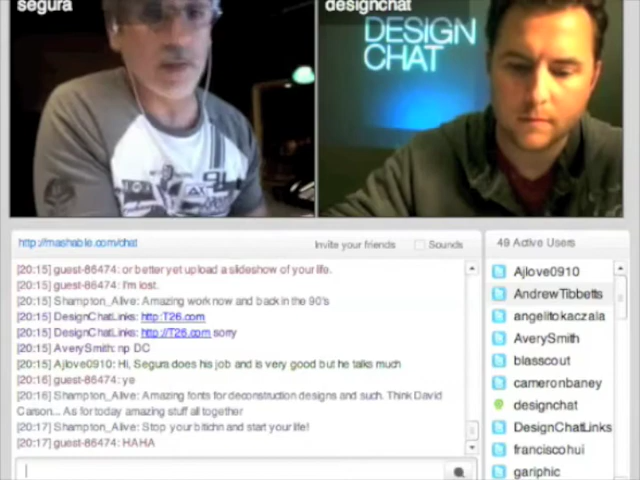 segura
designchat
DESIGN
CHAT
http://mashable.com/chat
Invite your friends
Sounds
49 Active Users
[20:15] guest-86474: or better yet upload a slideshow of your life.
[20:15] guest-86474: I'm lost.
[20:15] Shampton_Alive: Amazing work now and back in the 90's
[20:15] DesignChatLinks: http:T26.com
[20:15] DesignChatLinks: http://T26.com sorry
[20:15] AverySmith: np DC
[20:15] Ajlove0910: Hi, Segura does his job and is very good but he talks much
[20:16] guest-86474: ye
[20:16] Shampton_Alive: Amazing fonts for deconstruction designs and such. Think David
Carson... As for today amazing stuff all together
[20:17] Shampton_Alive: Stop your bitchn and start your life!
[20:17] guest-86474: HAHA
Ajlove0910
AndrewTibbetts
angelitokaczala
AverySmith
blasscout
cameronbaney
designchat
DesignChatLinks
franciscohui
gariphic